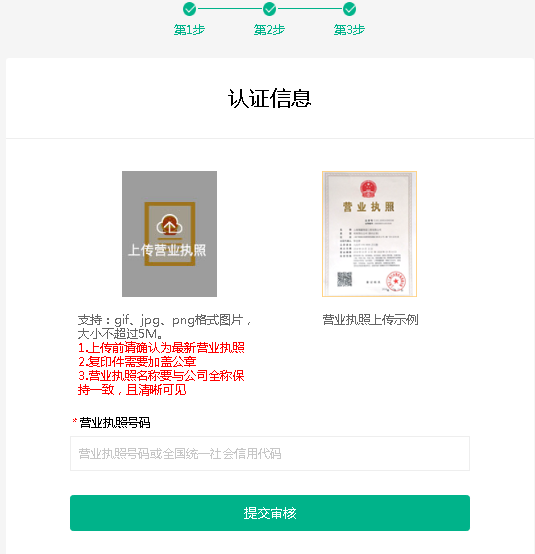 第1步
第2步
第3步
认证信息
上传营业执照
营业执照
支持：gif、jpg、png格式图片，
大小不超过5M。
1.上传前请确认为最新营业执照
2.复印件需要加盖公章
3.营业执照名称要与公司全称保
持一致，且清晰可见
营业执照上传示例
*营业执照号码
营业执照号码或全国统一社会信用代码
提交审核